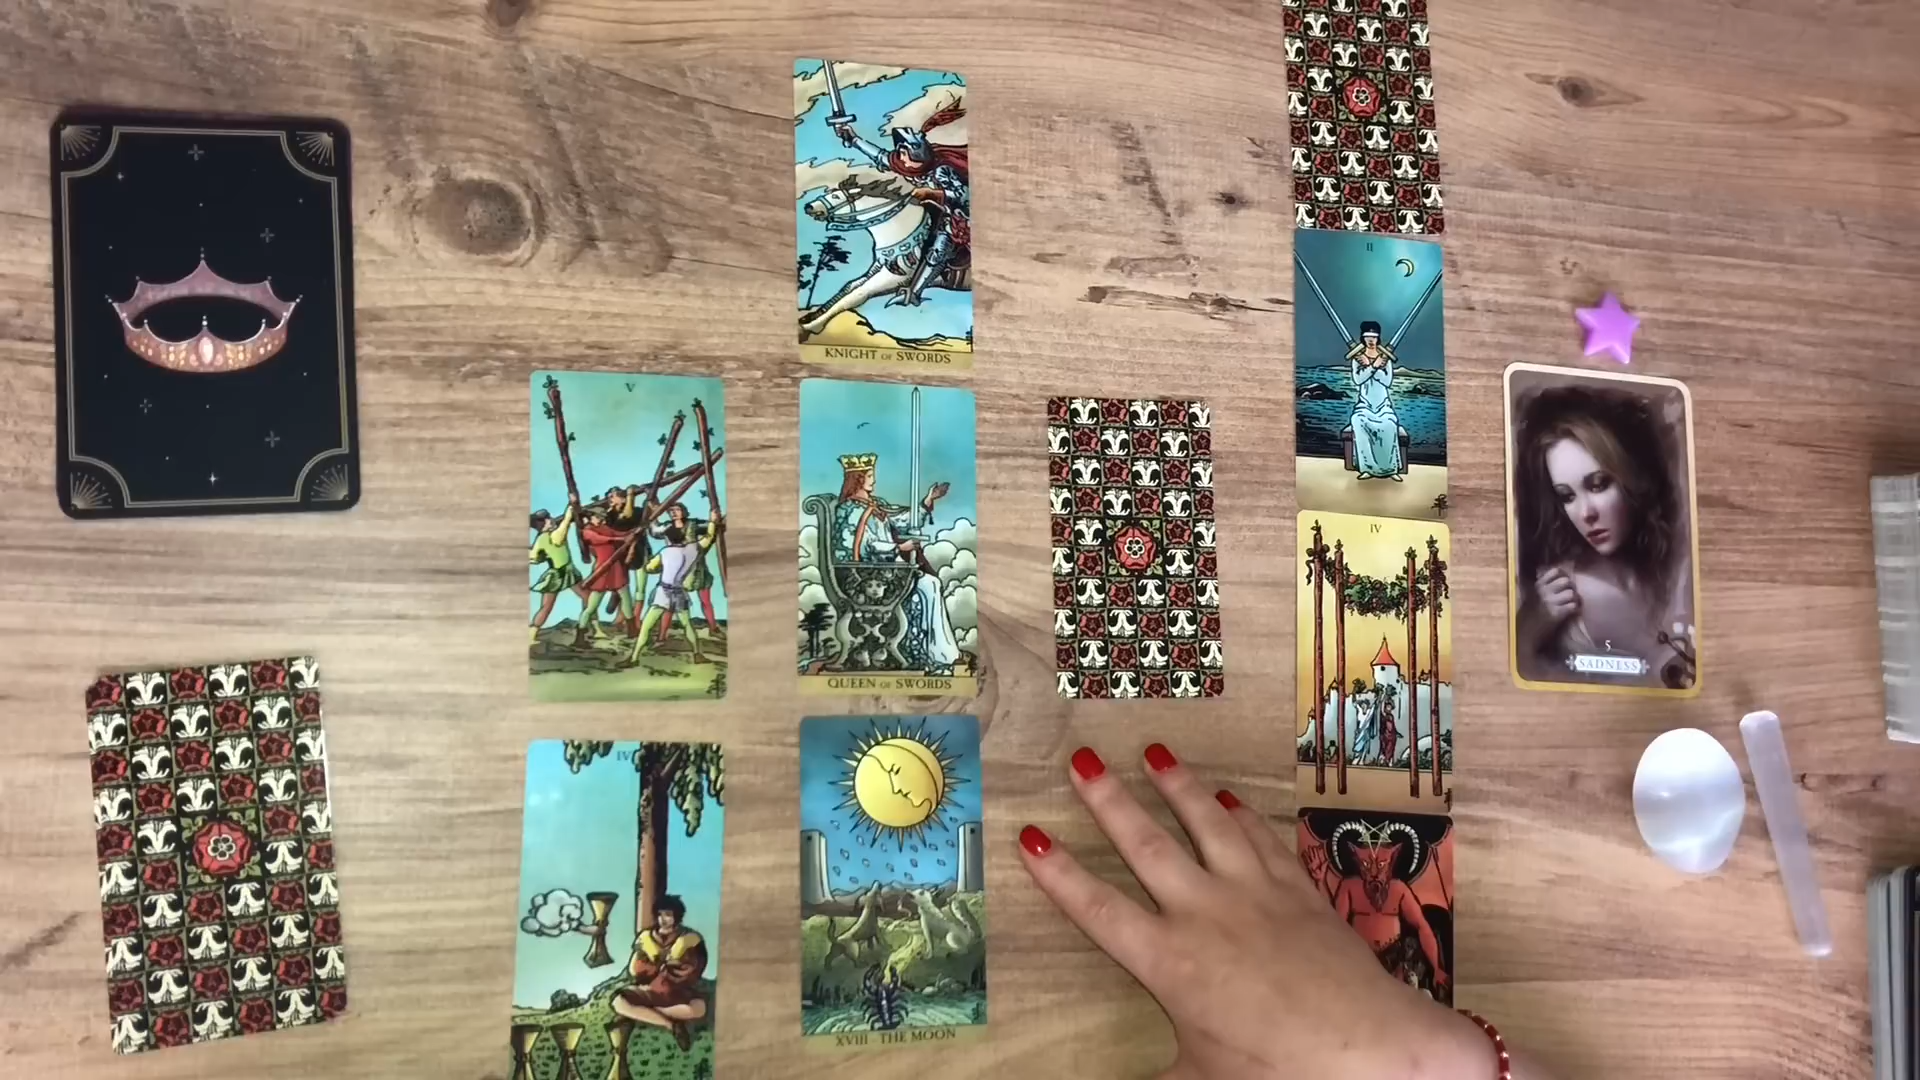 KNIGHT OF SWORDS
II
V
QUEEN OF SWORDS
IV
5
SADNESS
IV
XVIII - THE MOON